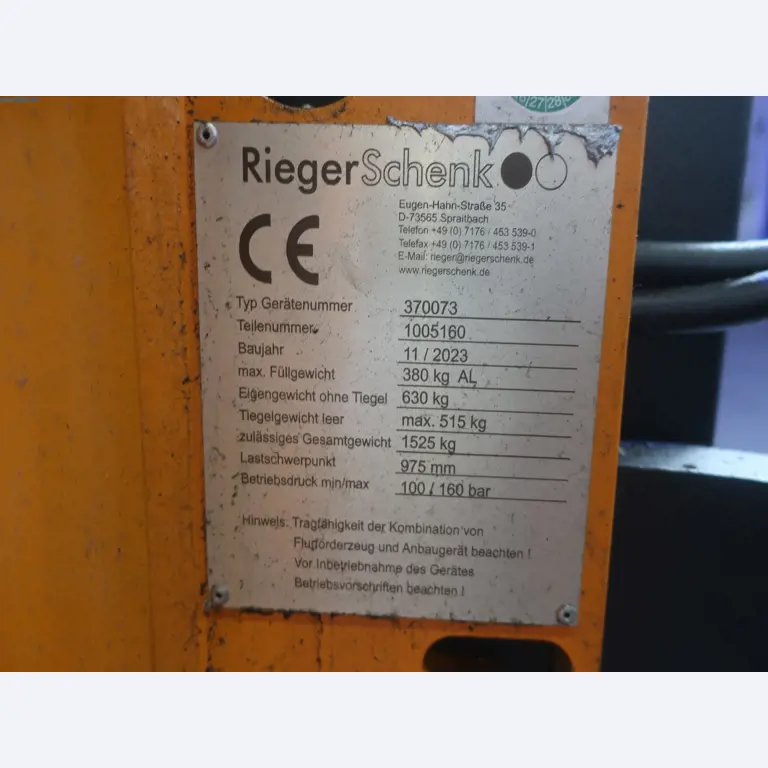 27 28
RiegerSchenk
CE
Eugen-Hahn-Straße 35
D-73565 Spraitbach
Telefon +49 (0) 7176 / 453 539-0
Telefax +49 (0) 7176 / 453 539-1
E-Mail: rieger@riegerschenk.de
www.riegerschenk.de
Typ Gerätenummer 370073
Teilenummer 1005160
Baujahr 11 / 2023
max. Füllgewicht 380 kg AL
Eigengewicht ohne Tiegel 630 kg
Tiegelgewicht leer max. 515 kg
zulässiges Gesamtgewicht 1525 kg
Lastschwerpunkt 975 mm
Betriebsdruck min/max 100 / 160 bar
Hinweis: Tragfähigkeit der Kombination von
Flurförderzeug und Anbaugerät beachten !
Vor Inbetriebnahme des Gerätes
Betriebsvorschriften beachten !